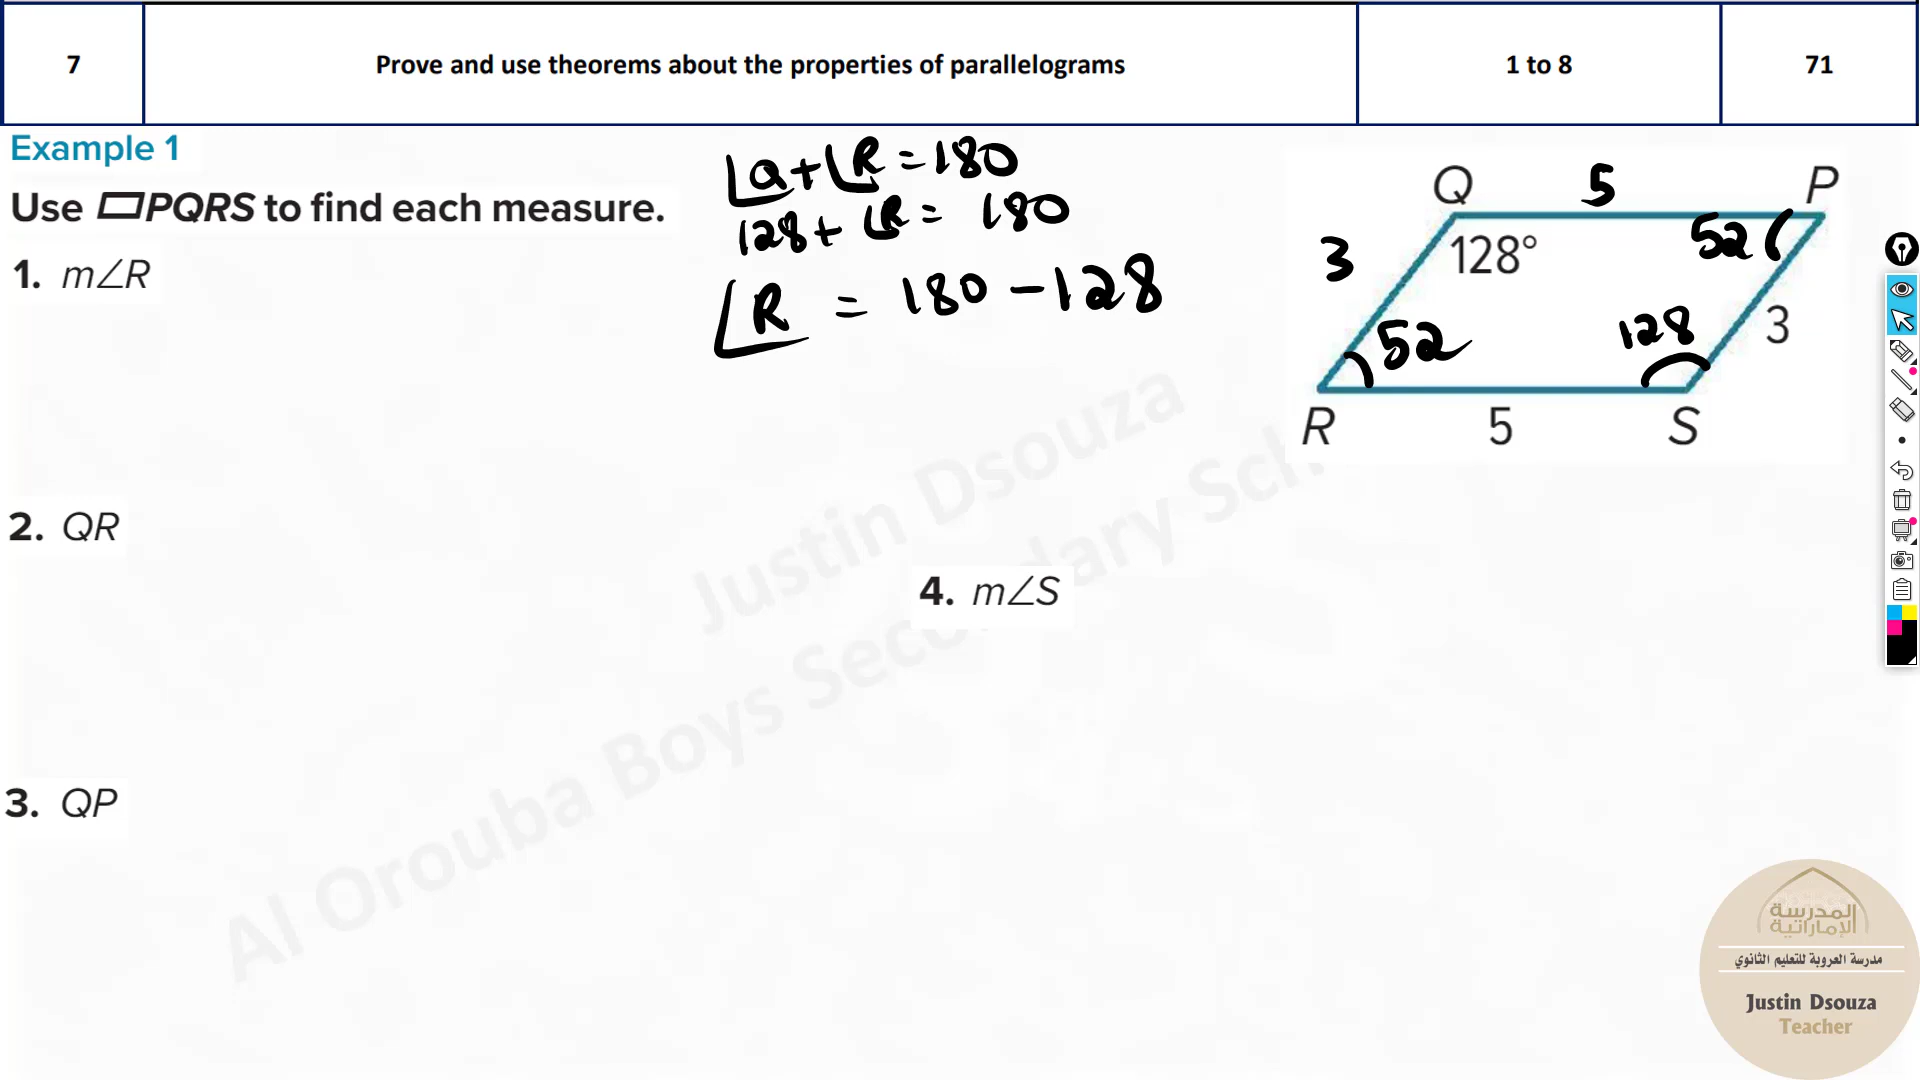 7 Prove and use theorems about the properties of parallelograms 1 to 8 71
Example 1
Use ▱PQRS to find each measure.
1. m∠R
∠Q+∠R=180
128+∠R= 180
∠R = 180-128
Q 5 P
3 128° 52
52 128 3
R 5 S
2. QR
4. m∠S
3. QP
Justin Dsouza
Al Orouba Boys Secondary Sch
المدرسة
الإماراتية
مدرسة العروبة للتعليم الثانوي
Justin Dsouza
Teacher